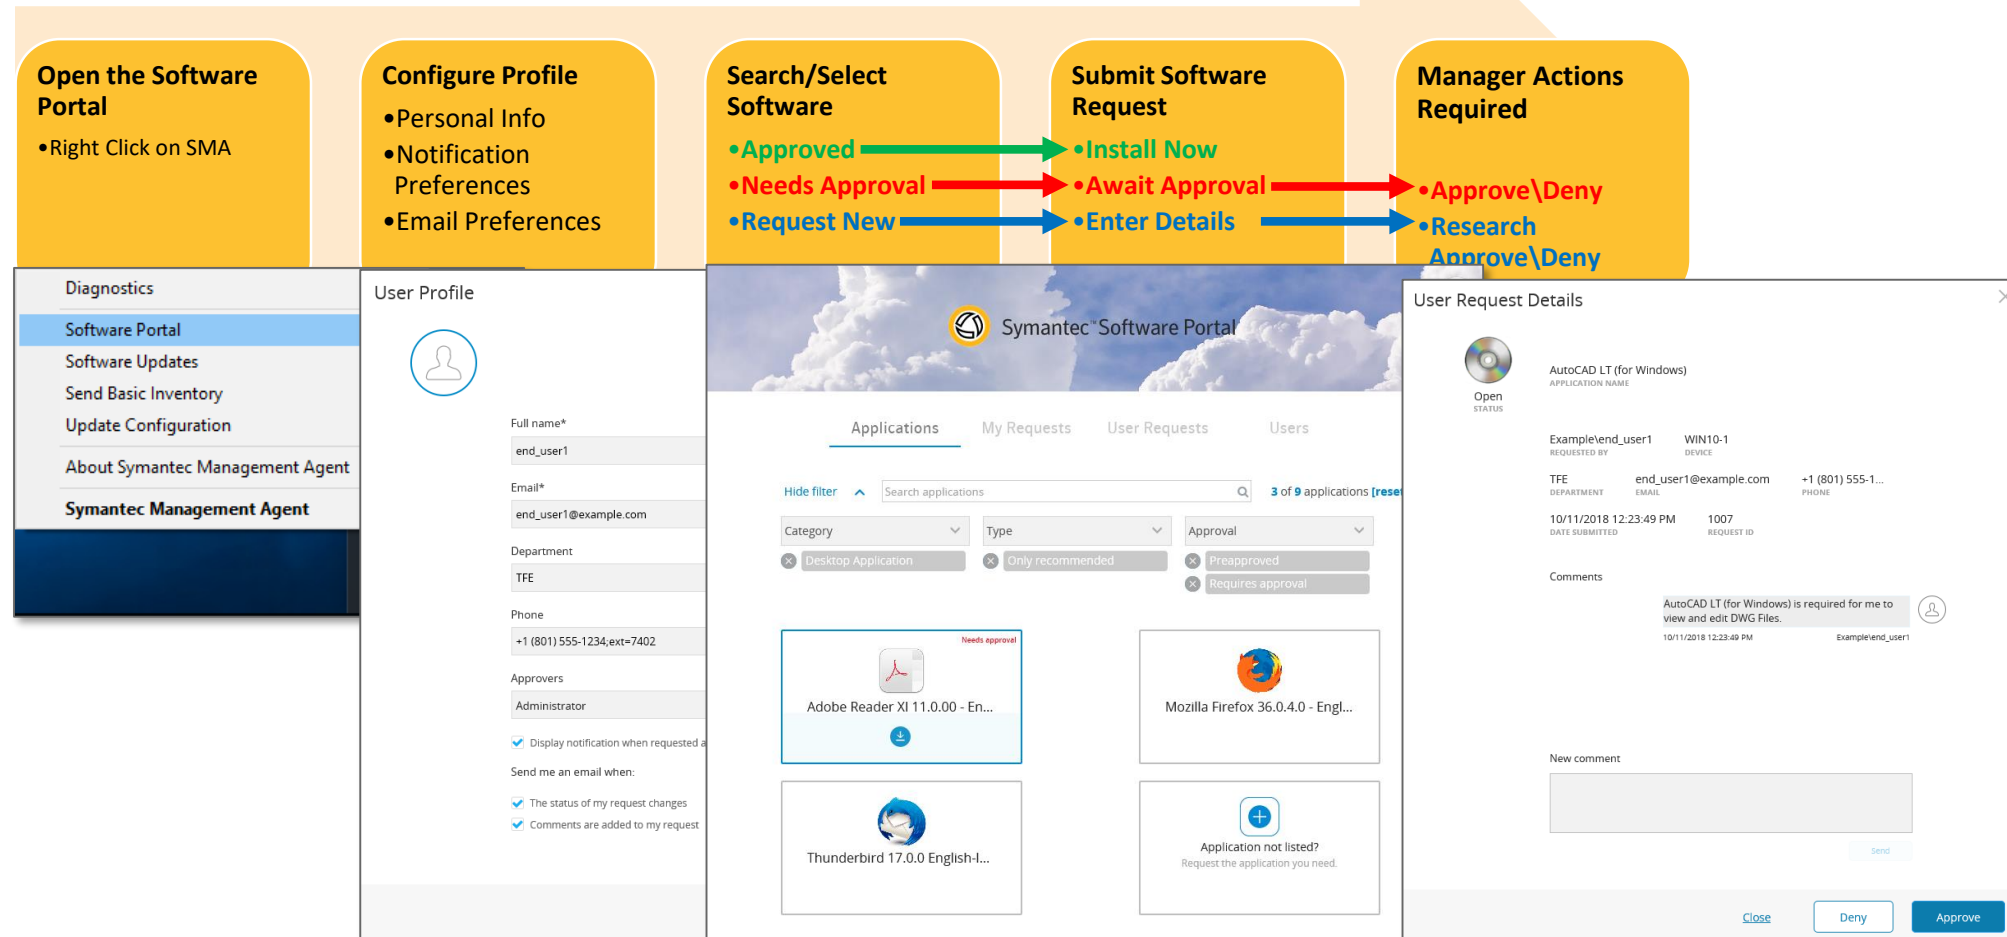 Open the Software
Portal
•Right Click on SMA
Configure Profile
•Personal Info
•Notification
Preferences
•Email Preferences
Search/Select
Software
•Approved
•Needs Approval
•Request New
Submit Software
Request
•Install Now
•Await Approval
•Enter Details
Manager Actions
Required
•Approve\Deny
•Research
Approve\Deny
Diagnostics
Software Portal
Software Updates
Send Basic Inventory
Update Configuration
About Symantec Management Agent
Symantec Management Agent
User Profile
Full name*
end_user1
Email*
end_user1@example.com
Department
TFE
Phone
+1 (801) 555-1234;ext=7402
Approvers
Administrator
Display notification when requested a
Send me an email when:
The status of my request changes
Comments are added to my request
Symantec™ Software Portal
Applications My Requests User Requests Users
Hide filter Search applications 3 of 9 applications [reset
Category Type Approval
Desktop Application Only recommended Preapproved
Requires approval
Needs approval
Adobe Reader XI 11.0.00 - En...
Mozilla Firefox 36.0.4.0 - Engl...
Thunderbird 17.0.0 English-l...
Application not listed?
Request the application you need.
User Request Details
AutoCAD LT (for Windows)
APPLICATION NAME
Open
STATUS
Example\end_user1 WIN10-1
REQUESTED BY DEVICE
TFE end_user1@example.com +1 (801) 555-1...
DEPARTMENT EMAIL PHONE
10/11/2018 12:23:49 PM 1007
DATE SUBMITTED REQUEST ID
Comments
AutoCAD LT (for Windows) is required for me to
view and edit DWG Files.
10/11/2018 12:23:49 PM Example\end_user1
New comment
Send
Close Deny Approve